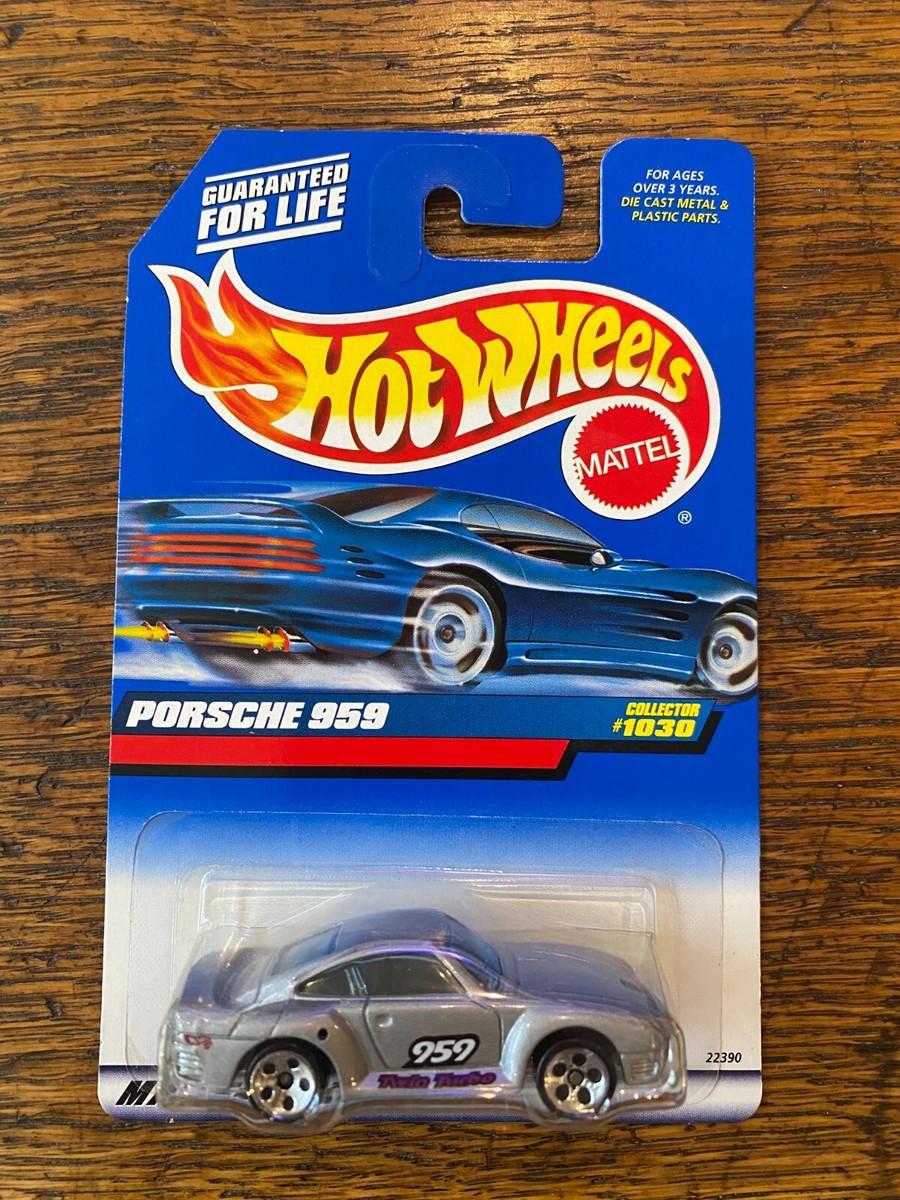 GUARANTEED
FOR LIFE
FOR AGES
OVER 3 YEARS.
DIE CAST METAL &
PLASTIC PARTS.
HOT WHEELS
MATTEL
®
PORSCHE 959
COLLECTOR
#1030
959
Twin Turbo
22390